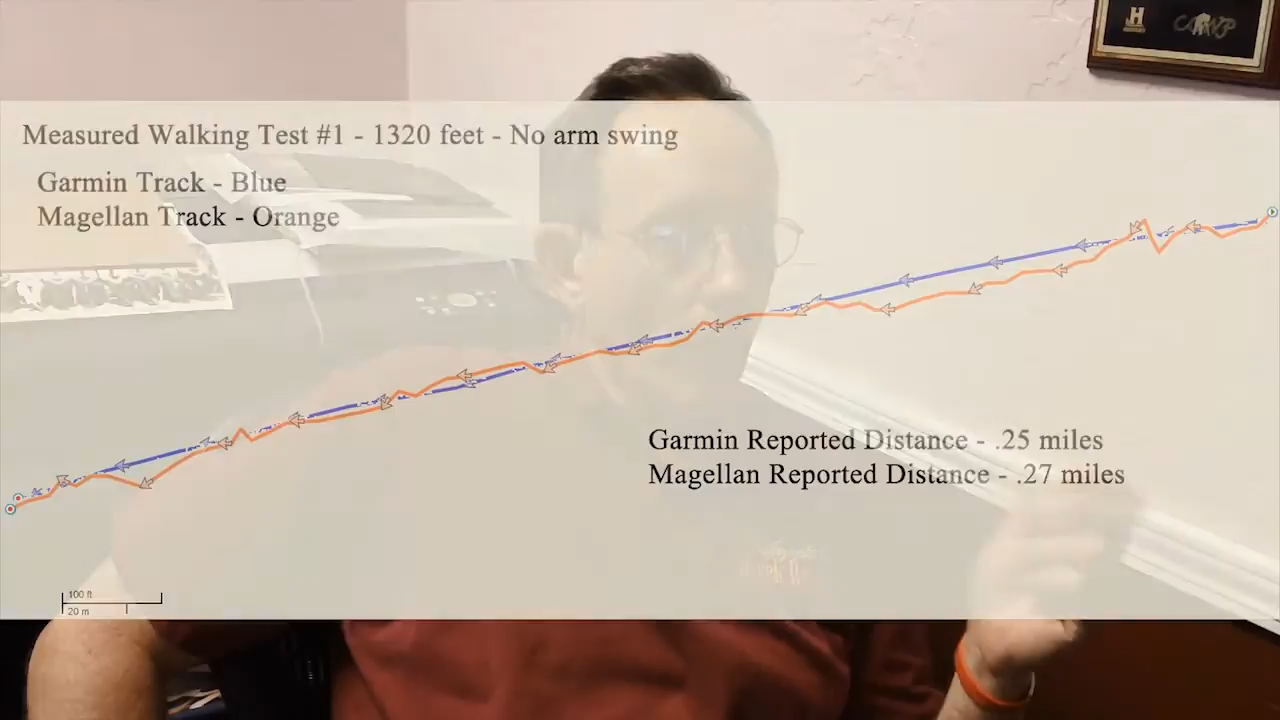 Measured Walking Test #1 - 1320 feet - No arm swing
Garmin Track - Blue
Magellan Track - Orange
Garmin Reported Distance - .25 miles
Magellan Reported Distance - .27 miles
100 ft
20 m